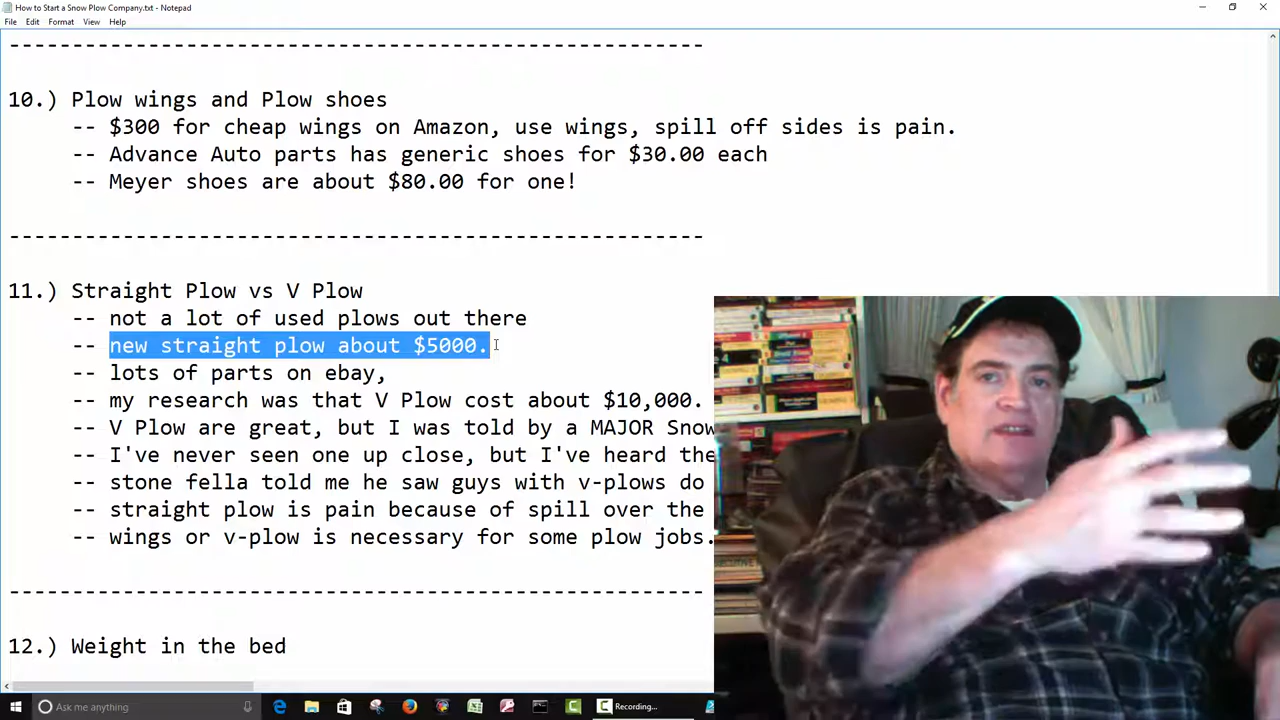 How to Start a Snow Plow Company.txt - Notepad
File Edit Format View Help
-------------------------------------------------------
10.) Plow wings and Plow shoes
-- $300 for cheap wings on Amazon, use wings, spill off sides is pain.
-- Advance Auto parts has generic shoes for $30.00 each
-- Meyer shoes are about $80.00 for one!
-------------------------------------------------------
11.) Straight Plow vs V Plow
-- not a lot of used plows out there
-- new straight plow about $5000.
-- lots of parts on ebay,
-- my research was that V Plow cost about $10,000.
-- V Plow are great, but I was told by a MAJOR Snow
-- I've never seen one up close, but I've heard the
-- stone fella told me he saw guys with v-plows do
-- straight plow is pain because of spill over the
-- wings or v-plow is necessary for some plow jobs.
-------------------------------------------------------
12.) Weight in the bed
Ask me anything
Recording...